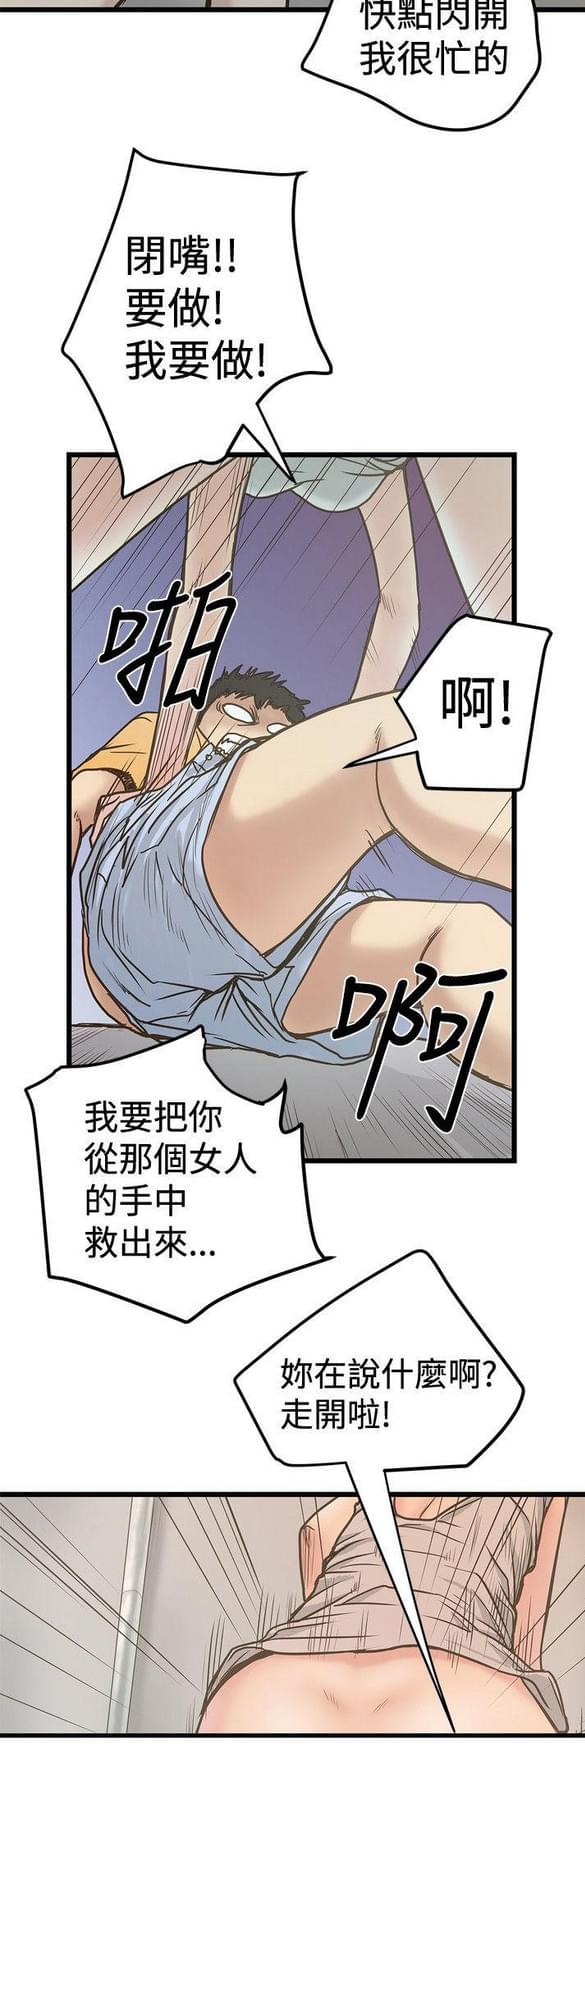 快點閃開
我很忙的
閉嘴!!
要做!
我要做!
啪
啊!
啊
我要把你
從那個女人
的手中
救出來...
妳在說什麼啊?
走開啦!